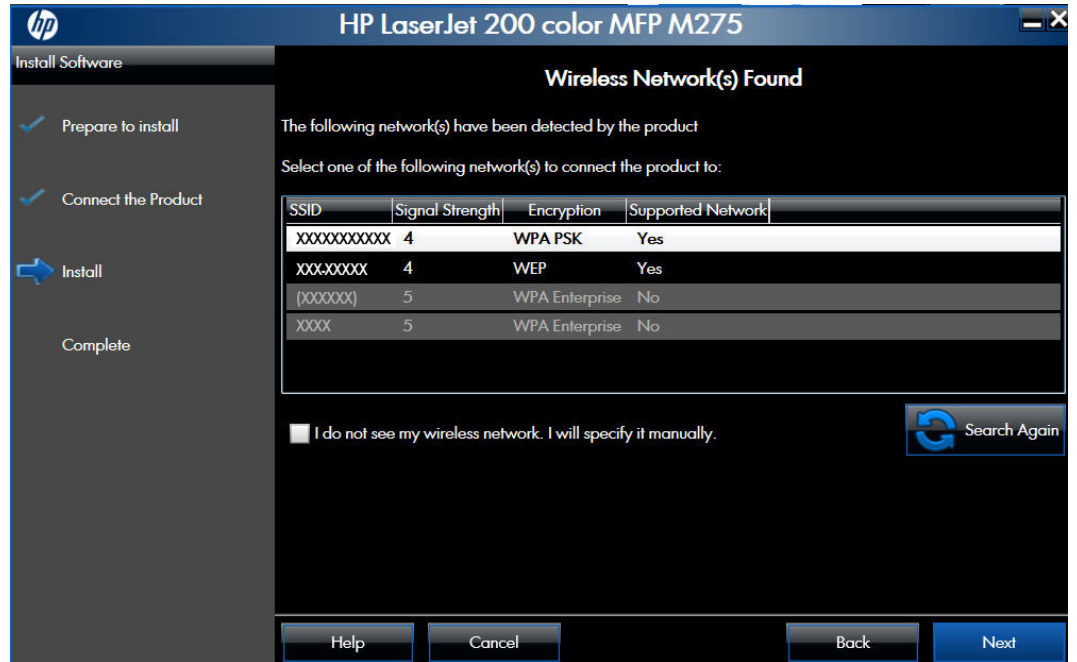 hp
HP LaserJet 200 color MFP M275
Install Software
Prepare to install
Connect the Product
Install
Complete
Wireless Network(s) Found
The following network(s) have been detected by the product
Select one of the following network(s) to connect the product to:
SSID Signal Strength Encryption Supported Network
XXXXXXXXXXX 4 WPA PSK Yes
XXX-XXXXX 4 WEP Yes
(XXXXXX) 5 WPA Enterprise No
XXXX 5 WPA Enterprise No
I do not see my wireless network. I will specify it manually.
Search Again
Help Cancel Back Next